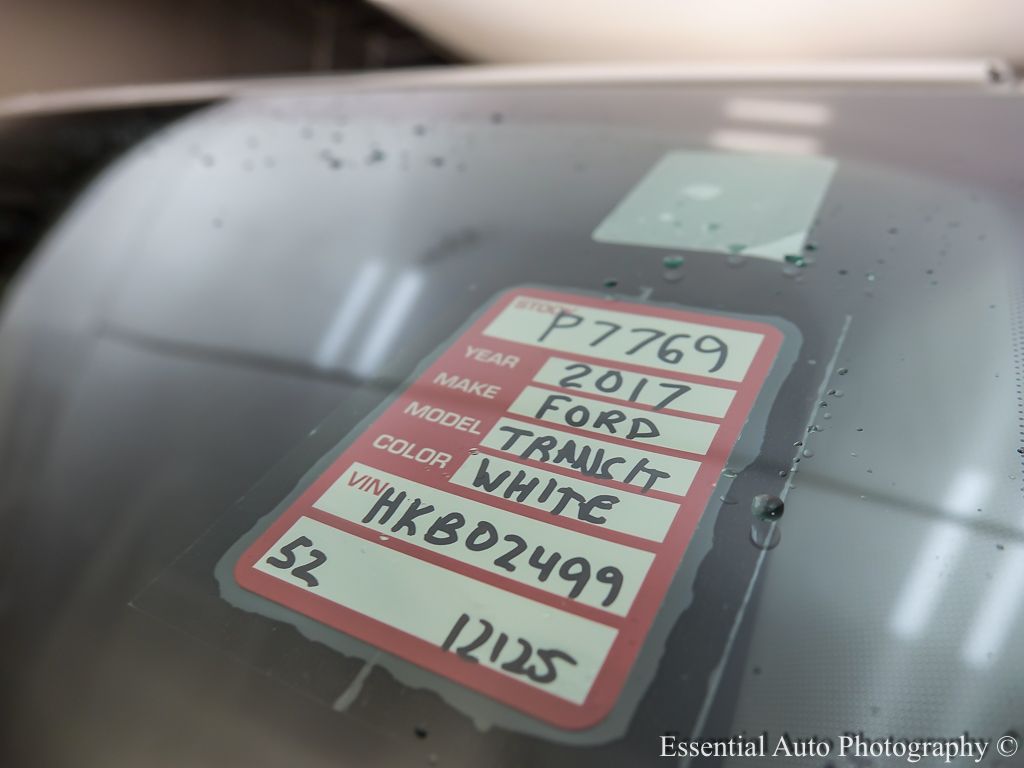 STOCK P7769
YEAR 2017
MAKE FORD
MODEL TRANSIT
COLOR WHITE
VIN HKB02499
52 12125
Essential Auto Photography ©